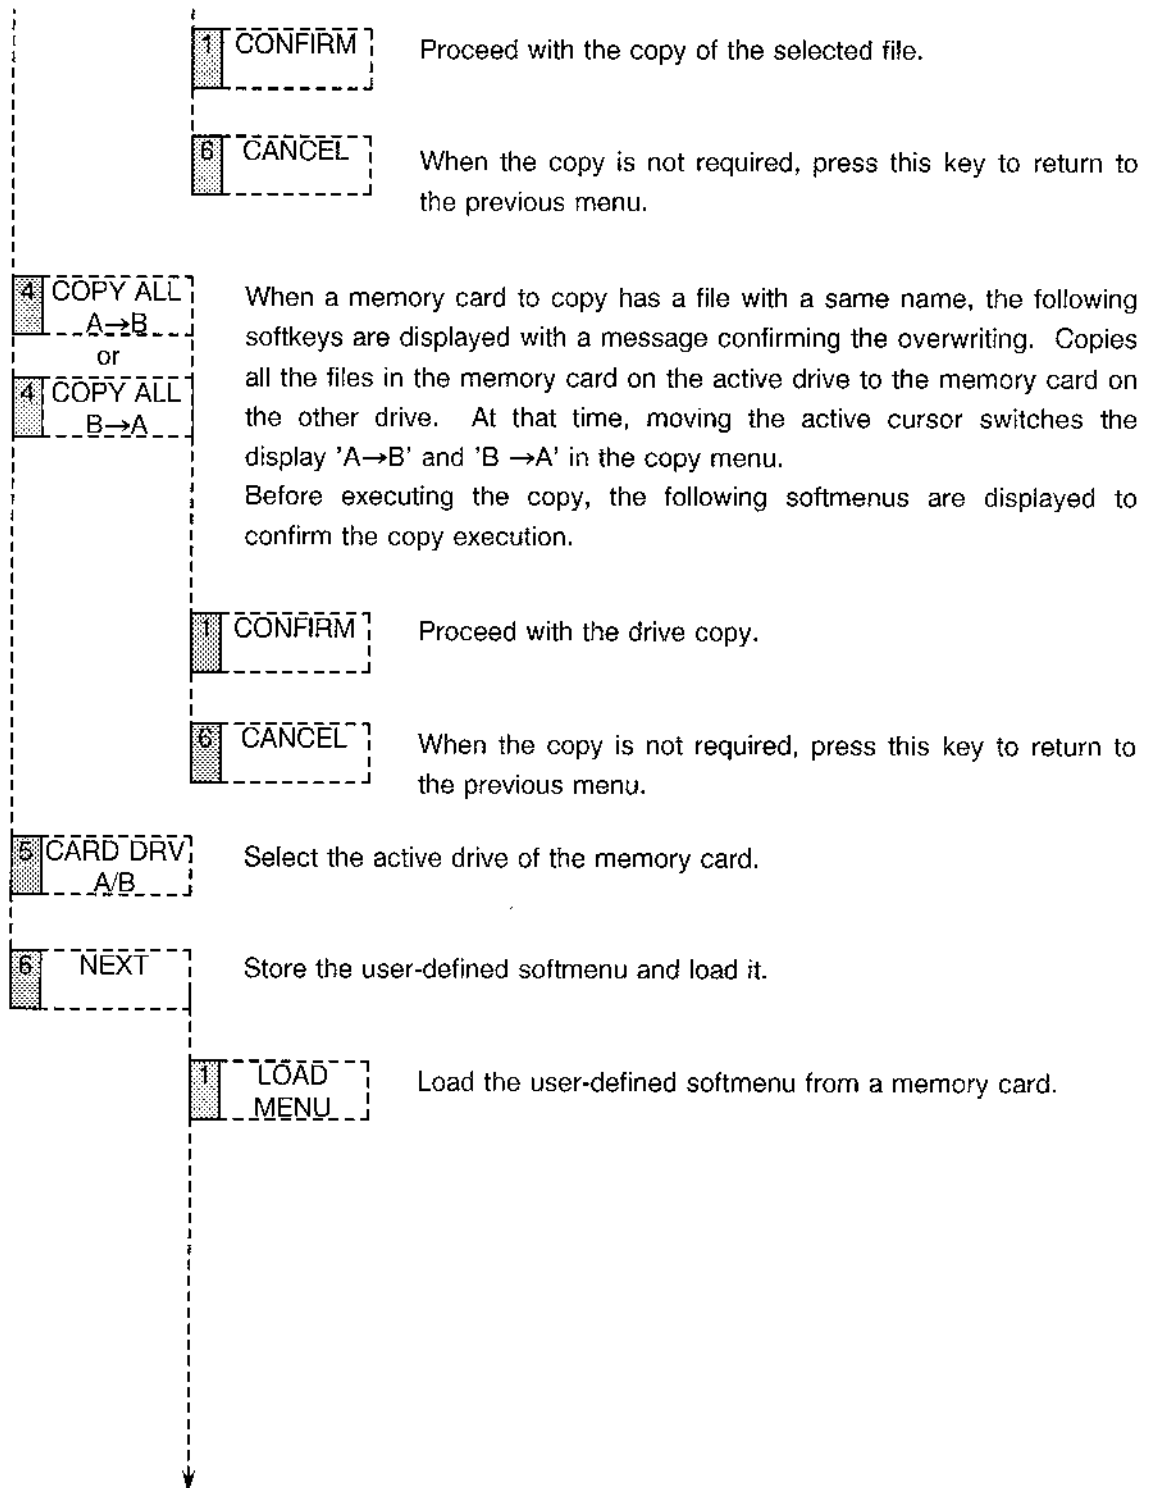 1 CONFIRM Proceed with the copy of the selected file.
6 CANCEL When the copy is not required, press this key to return to
the previous menu.
4 COPY ALL
A→B
or
4 COPY ALL
B→A
When a memory card to copy has a file with a same name, the following
softkeys are displayed with a message confirming the overwriting. Copies
all the files in the memory card on the active drive to the memory card on
the other drive. At that time, moving the active cursor switches the
display 'A→B' and 'B →A' in the copy menu.
Before executing the copy, the following softmenus are displayed to
confirm the copy execution.
1 CONFIRM Proceed with the drive copy.
6 CANCEL When the copy is not required, press this key to return to
the previous menu.
5 CARD DRV
A/B
Select the active drive of the memory card.
6 NEXT Store the user-defined softmenu and load it.
1 LOAD
MENU
Load the user-defined softmenu from a memory card.